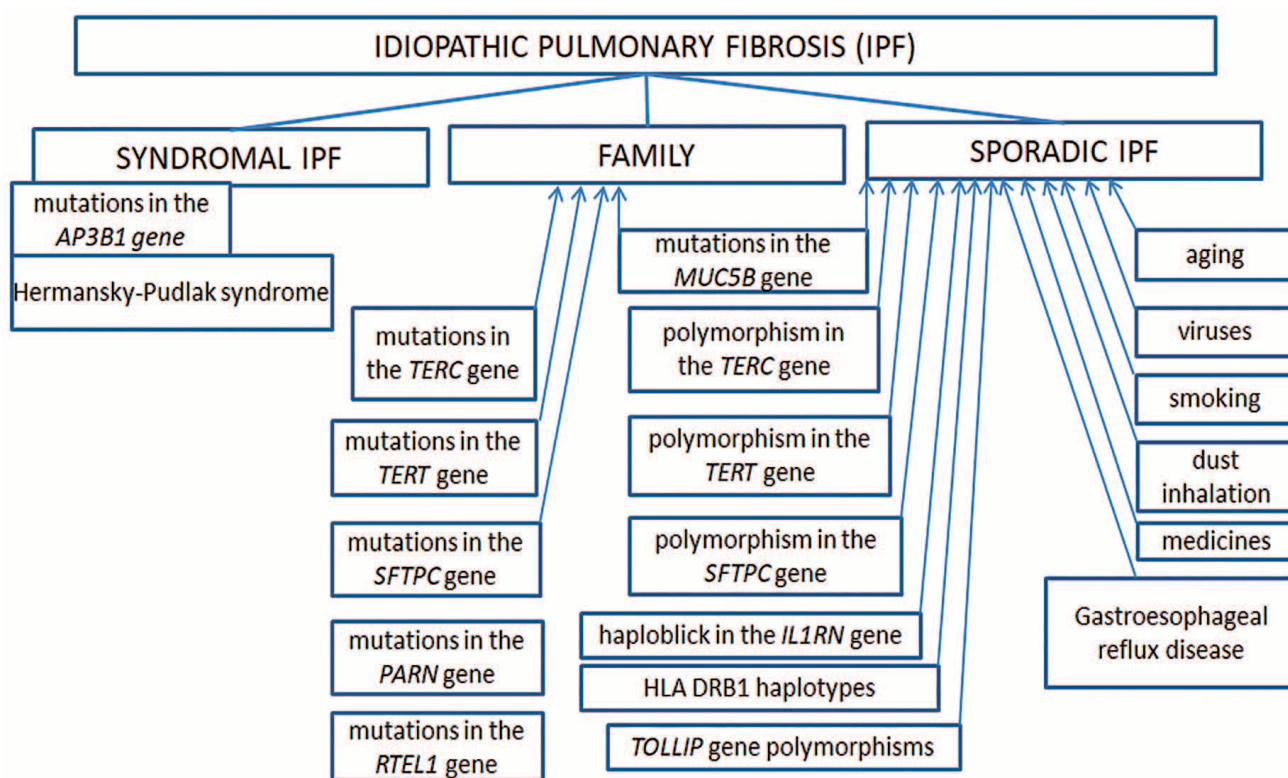 IDIOPATHIC PULMONARY FIBROSIS (IPF)
SYNDROMAL IPF
FAMILY
SPORADIC IPF
mutations in the
AP3B1 gene
Hermansky-Pudlak syndrome
mutations in
the TERC gene
mutations in the
TERT gene
mutations in the
SFTPC gene
mutations in the
PARN gene
mutations in the
RTEL1 gene
mutations in the
MUC5B gene
polymorphism in
the TERC gene
polymorphism in the
TERT gene
polymorphism in the
SFTPC gene
haploblick in the IL1RN gene
HLA DRB1 haplotypes
TOLLIP gene polymorphisms
aging
viruses
smoking
dust
inhalation
medicines
Gastroesophageal
reflux disease